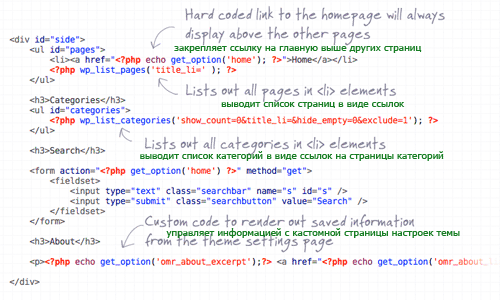 Hard coded link to the homepage will always
display above the other pages
закрепляет ссылку на главную выше других страниц
<div id="side">
<ul id="pages">
<li><a href="<?php echo get_option('home'); ?>">Home</a></li>
<?php wp_list_pages('title_li=' ); ?>
</ul>
Lists out all pages in <li> elements
выводит список страниц в виде ссылок
<h3>Categories</h3>
<ul id="categories">
<?php wp_list_categories('show_count=0&title_li=&hide_empty=0&exclude=1'); ?>
</ul>
Lists out all categories in <li> elements
выводит список категорий в виде ссылок на страницы категорий
<h3>Search</h3>
<form action="<?php echo get_option('home') ?>" method="get">
<fieldset>
<input type="text" class="searchbar" name="s" id="s" />
<input type="submit" class="searchbutton" value="Search" />
</fieldset>
</form>
Custom code to render out saved information
управляет информацией с кастомной страницы настроек темы
from the theme settings page
<h3>About</h3>
<p><?php echo get_option('omr_about_excerpt');?> <a href="<?php echo get_option('omr_about_
</div>